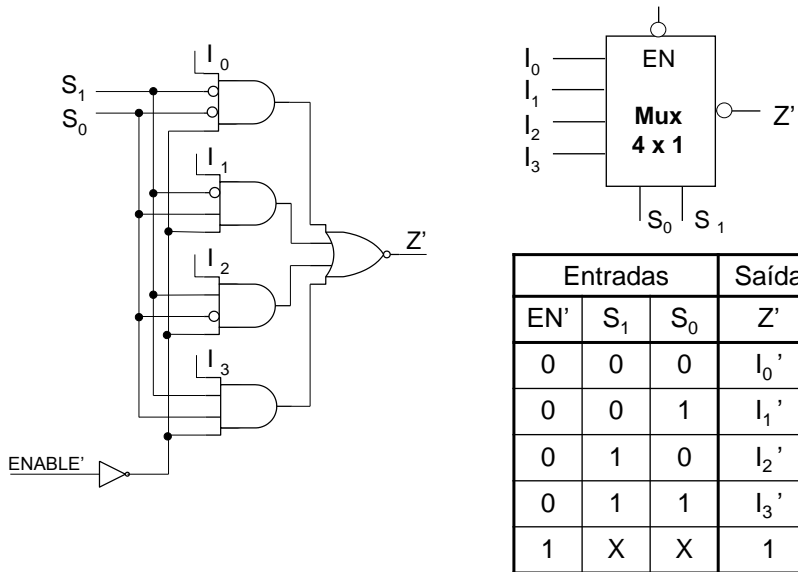 I0
S1
S0
I1
I2
I3
Z'
ENABLE'
EN
I0
I1
I2
I3
Mux
4 x 1
Z'
S0 S1
Entradas Saída
EN' S1 S0 Z'
0 0 0 I0'
0 0 1 I1'
0 1 0 I2'
0 1 1 I3'
1 X X 1